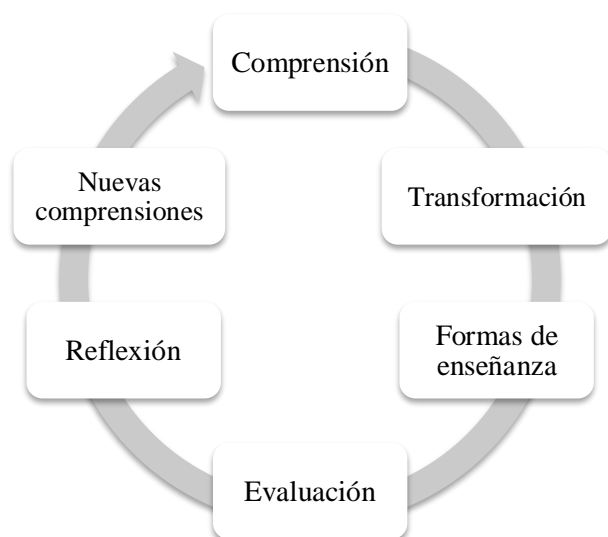 Comprensión
Transformación
Formas de
enseñanza
Evaluación
Reflexión
Nuevas
comprensiones